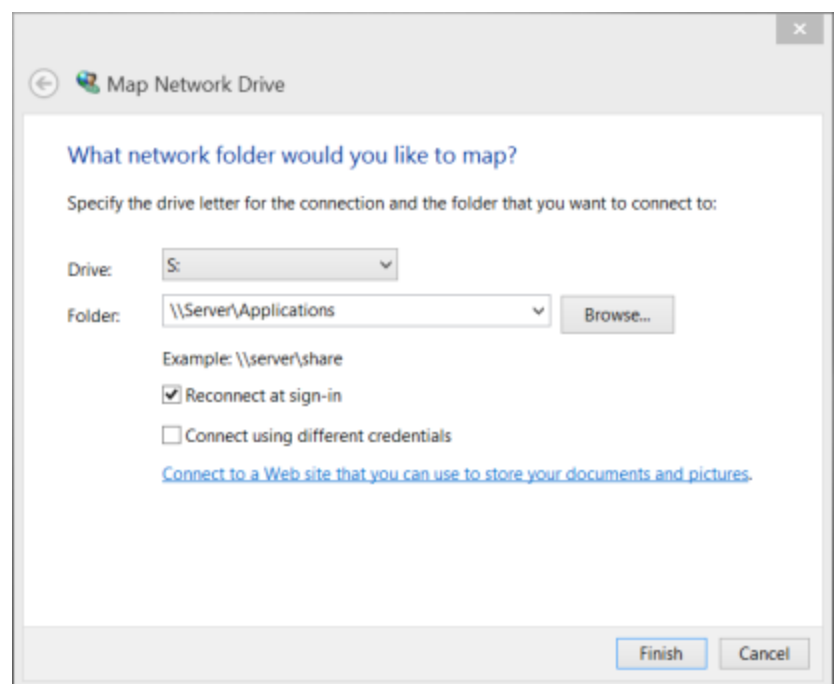 Map Network Drive
What network folder would you like to map?
Specify the drive letter for the connection and the folder that you want to connect to:
Drive: S:
Folder: \\Server\Applications Browse...
Example: \\server\share
Reconnect at sign-in
Connect using different credentials
Connect to a Web site that you can use to store your documents and pictures.
Finish Cancel